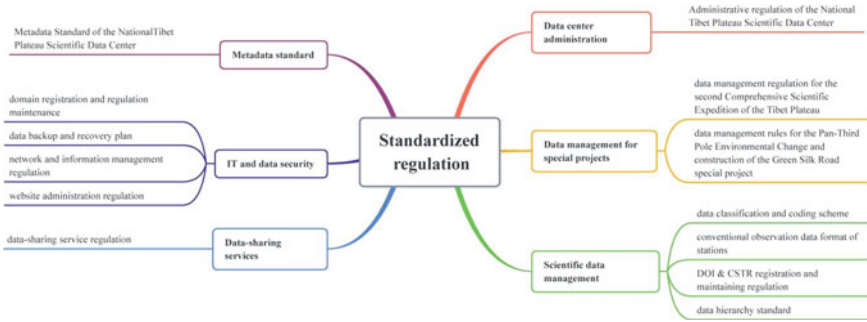 Metadata Standard of the NationalTibet
Plateau Scientific Data Center
Metadata standard
domain registration and regulation
maintenance
data backup and recovery plan
network and information management
regulation
website administration regulation
IT and data security
data-sharing service regulation
Data-sharing
services
Standardized
regulation
Data center
administration
Administrative regulation of the National
Tibet Plateau Scientific Data Center
Data management for
special projects
data management regulation for the
second Comprehensive Scientific
Expedition of the Tibet Plateau
data management rules for the Pan-Third
Pole Environmental Change and
construction of the Green Silk Road
special project
Scientific data
management
data classification and coding scheme
conventional observation data format of
stations
DOI & CSTR registration and
maintaining regulation
data hierarchy standard